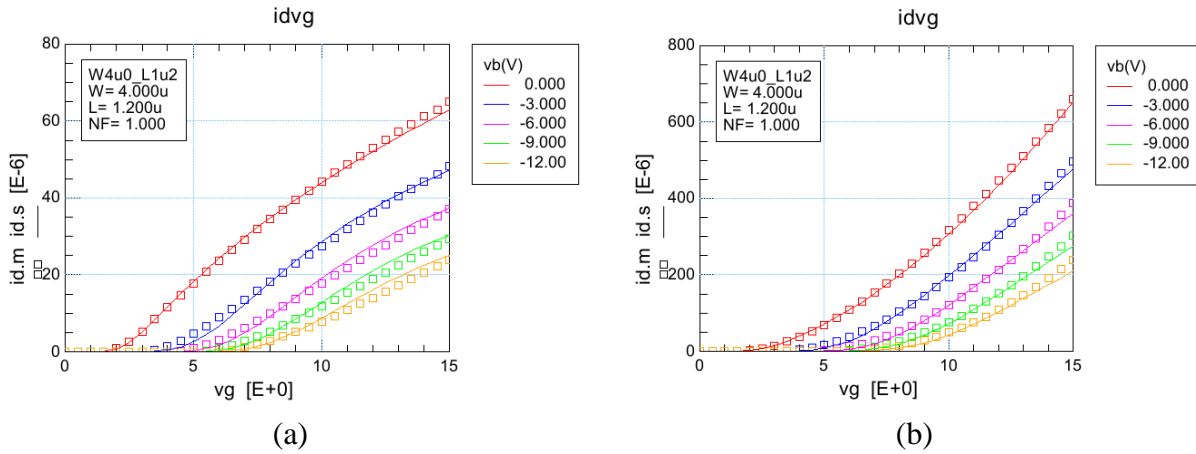 idvg
80
60
40
20
0
id.m id.s [E-6]
W4u0_L1u2
W= 4.000u
L= 1.200u
NF= 1.000
vb(V)
0.000
-3.000
-6.000
-9.000
-12.00
0 5 10 15
vg [E+0]
(a)
idvg
800
600
400
200
0
id.m id.s [E-6]
W4u0_L1u2
W= 4.000u
L= 1.200u
NF= 1.000
vb(V)
0.000
-3.000
-6.000
-9.000
-12.00
0 5 10 15
vg [E+0]
(b)